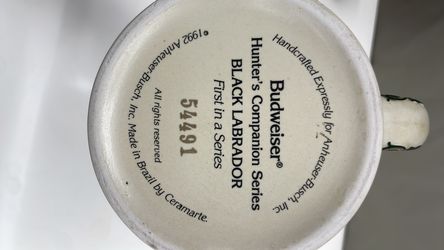 Handcrafted Expressly for Anheuser-Busch, Inc.
Budweiser®
Hunter's Companion Series
BLACK LABRADOR
First in a Series
54491
All rights reserved
©1992 Anheuser-Busch, Inc. Made in Brazil by Ceramarte.